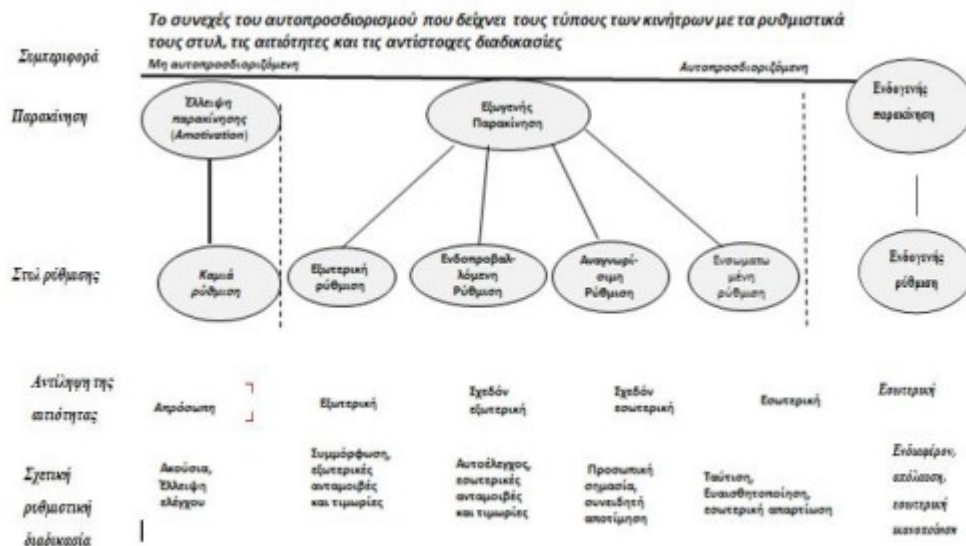 Το συνεχές του αυτοπροσδιορισμού που δείχνει τους τύπους των κινήτρων με τα ρυθμιστικά
τους στυλ, τις αιτιότητες και τις αντίστοιχες διαδικασίες
Συμπεριφορά
Μη αυτοπροσδιοριζόμενη
Αυτοπροσδιοριζόμενη
Παρακίνηση
Έλλειψη
παρακίνησης
(Amotivation)
Εξωγενής
Παρακίνηση
Ενδογενής
παρακίνηση
Στυλ ρύθμισης
Καμιά
ρύθμιση
Εξωτερική
ρύθμιση
Ενδοπροβαλ-
λόμενη
Ρύθμιση
Αναγνωρί-
σιμη
Ρύθμιση
Ενσωματω
μένη
ρύθμιση
Ενδογενής
ρύθμιση
Αντίληψη της
αιτιότητας
Απρόσωπη
Εξωτερική
Σχεδόν
εξωτερική
Σχεδόν
εσωτερική
Εσωτερική
Εσωτερική
Σχετική
ρυθμιστική
διαδικασία
Ακούσια,
Έλλειψη
ελέγχου
Συμμόρφωση,
εξωτερικές
ανταμοιβές
και τιμωρίες
Αυτοέλεγχος,
εσωτερικές
ανταμοιβές
και τιμωρίες
Προσωπική
σημασία,
συνειδητή
αποτίμηση
Ταύτιση,
Ευαισθητοποίηση,
εσωτερική απαρτίωση
Ενδιαφέρον,
απόλαυση,
εσωτερική
ικανοποίηση